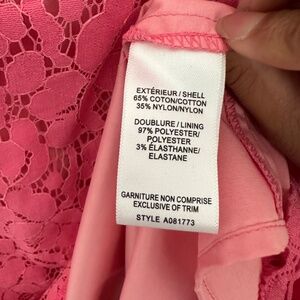 EXTÉRIEUR/SHELL
65% COTON/COTTON
35% NYLON/NYLON
DOUBLURE/LINING
97% POLYESTER/
POLYESTER
3% ÉLASTHANNE/
ELASTANE
GARNITURE NON COMPRISE
EXCLUSIVE OF TRIM
STYLE A081773